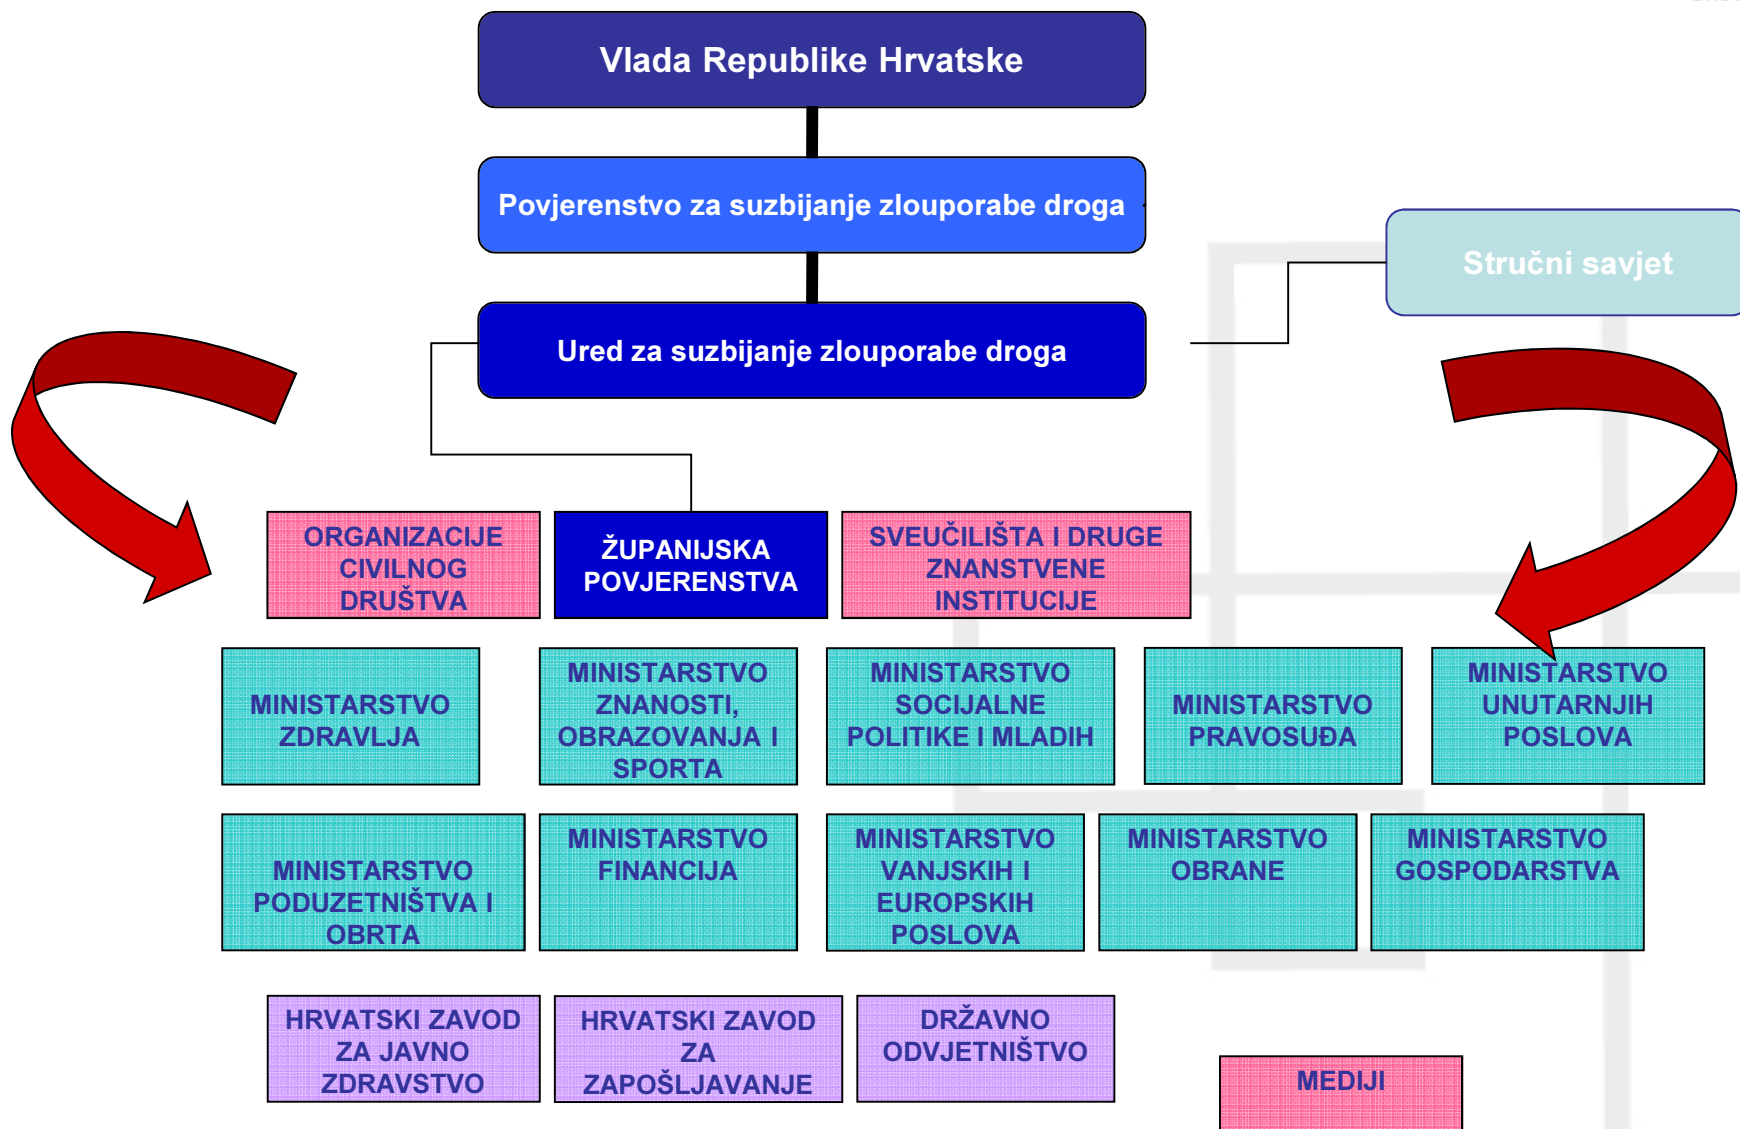 Vlada Republike Hrvatske
Povjerenstvo za suzbijanje zlouporabe droga
Stručni savjet
Ured za suzbijanje zlouporabe droga
ORGANIZACIJE
CIVILNOG
DRUŠTVA
ŽUPANIJSKA
POVJERENSTVA
SVEUČILIŠTA I DRUGE
ZNANSTVENE
INSTITUCIJE
MINISTARSTVO
ZDRAVLJA
MINISTARSTVO
ZNANOSTI,
OBRAZOVANJA I
SPORTA
MINISTARSTVO
SOCIJALNE
POLITIKE I MLADIH
MINISTARSTVO
PRAVOSUĐA
MINISTARSTVO
UNUTARNJIH
POSLOVA
MINISTARSTVO
PODUZETNIŠTVA I
OBRTA
MINISTARSTVO
FINANCIJA
MINISTARSTVO
VANJSKIH I
EUROPSKIH
POSLOVA
MINISTARSTVO
OBRANE
MINISTARSTVO
GOSPODARSTVA
HRVATSKI ZAVOD
ZA JAVNO
ZDRAVSTVO
HRVATSKI ZAVOD
ZA
ZAPOŠLJAVANJE
DRŽAVNO
ODVJETNIŠTVO
MEDIJI